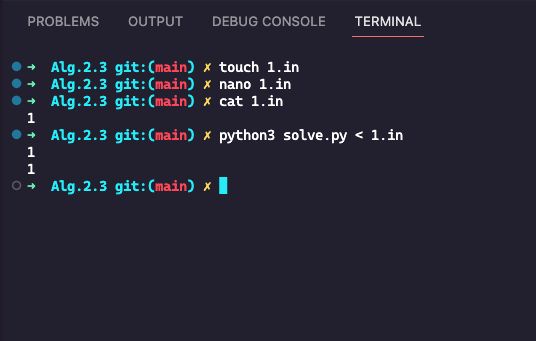 PROBLEMS OUTPUT DEBUG CONSOLE TERMINAL
➜ Alg.2.3 git:(main) ✗ touch 1.in
➜ Alg.2.3 git:(main) ✗ nano 1.in
➜ Alg.2.3 git:(main) ✗ cat 1.in
1
➜ Alg.2.3 git:(main) ✗ python3 solve.py < 1.in
1
1
➜ Alg.2.3 git:(main) ✗